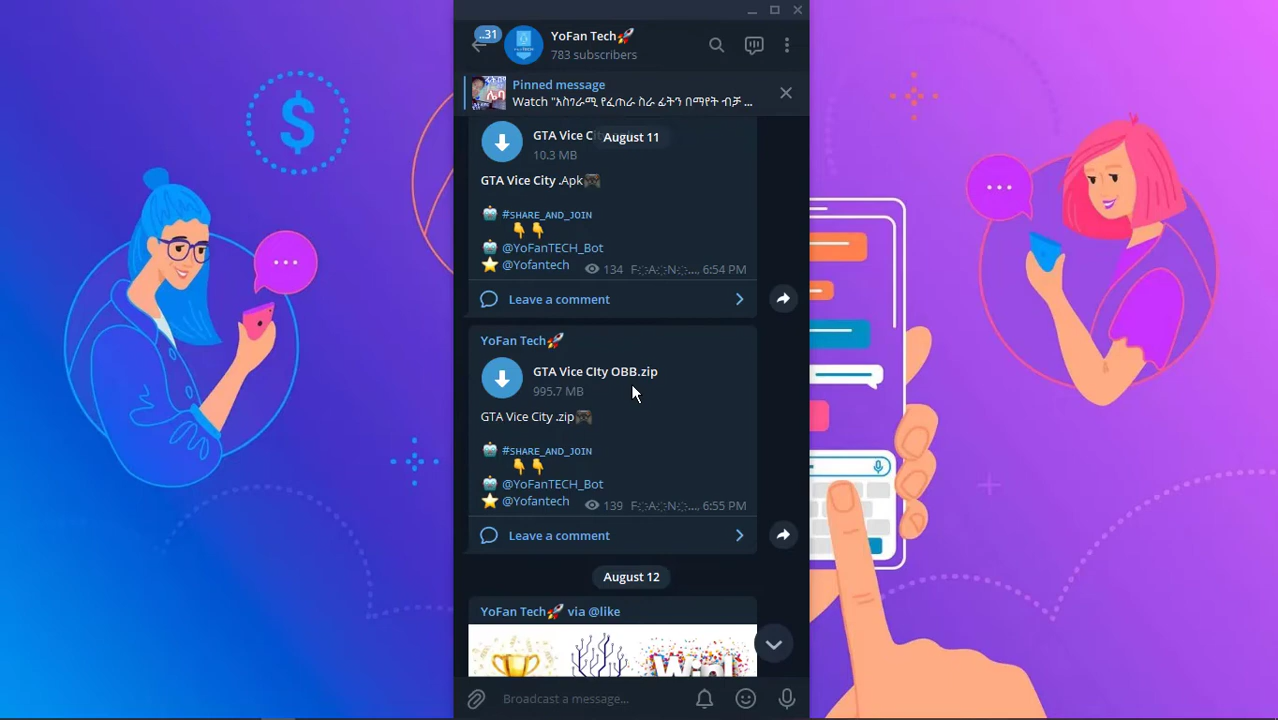 ..31
YoFan Tech🚀
783 subscribers
Pinned message
Watch "አስገራሚ የፈጠራ ስራ ፊትን በማየት ብቻ ...
August 11
GTA Vice Ci
10.3 MB
GTA Vice City .Apk🎮
🤖 #SHARE_AND_JOIN
👇👇
🤖 @YoFanTECH_Bot
⭐ @Yofantech
134
6:54 PM
Leave a comment
YoFan Tech🚀
GTA Vice CIty OBB.zip
995.7 MB
GTA Vice City .zip🎮
🤖 #SHARE_AND_JOIN
👇👇
🤖 @YoFanTECH_Bot
⭐ @Yofantech
139
6:55 PM
Leave a comment
August 12
YoFan Tech🚀 via @like
Win!
Broadcast a message...